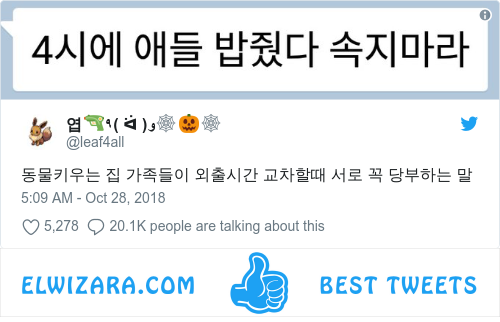 4시에 애들 밥줬다 속지마라
엽🔫٩( ᐛ )و🕸🎃🕸
@leaf4all
동물키우는 집 가족들이 외출시간 교차할때 서로 꼭 당부하는 말
5:09 AM - Oct 28, 2018
5,278 20.1K people are talking about this
ELWIZARA.COM BEST TWEETS